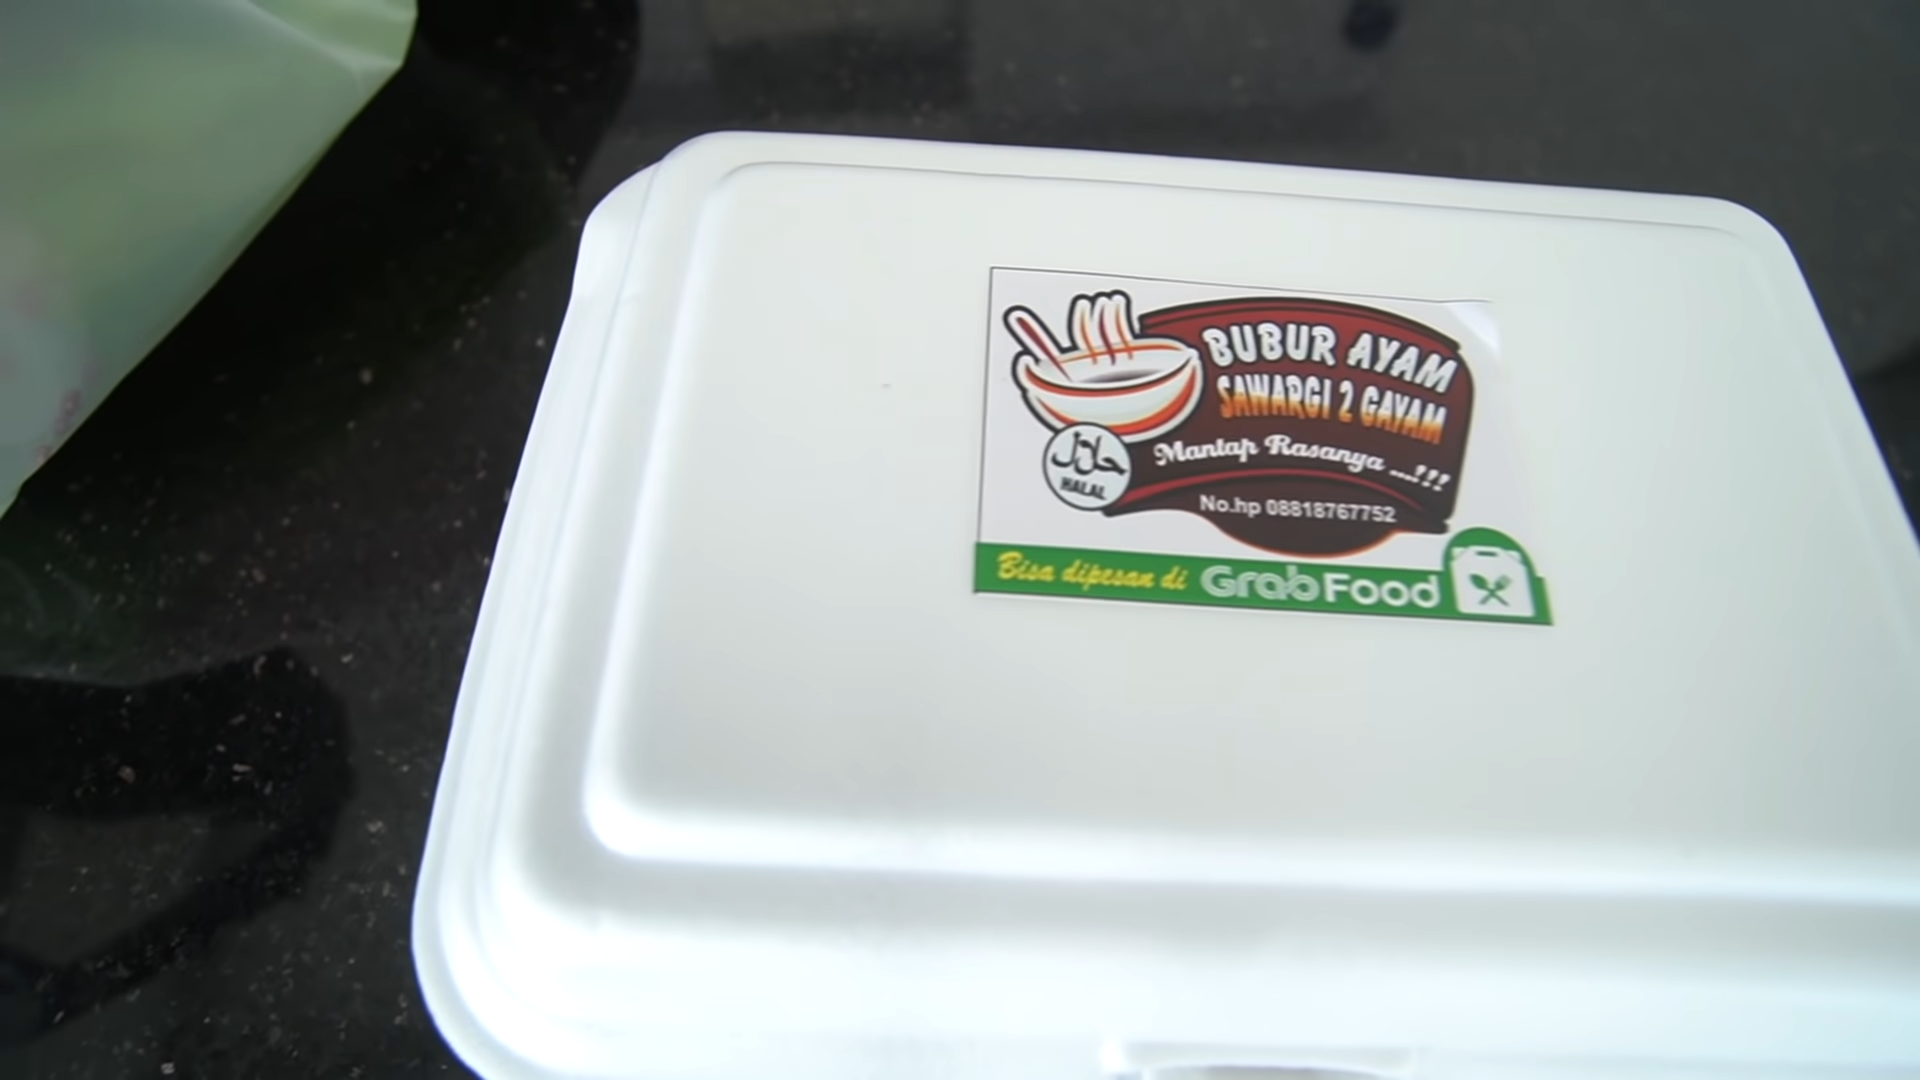 BUBUR AYAM
SAWARGI 2 GAYAM
Mantap Rasanya ...!!!
حلال
HALAL
No.hp 08818767752
Bisa dipesan di GrabFood